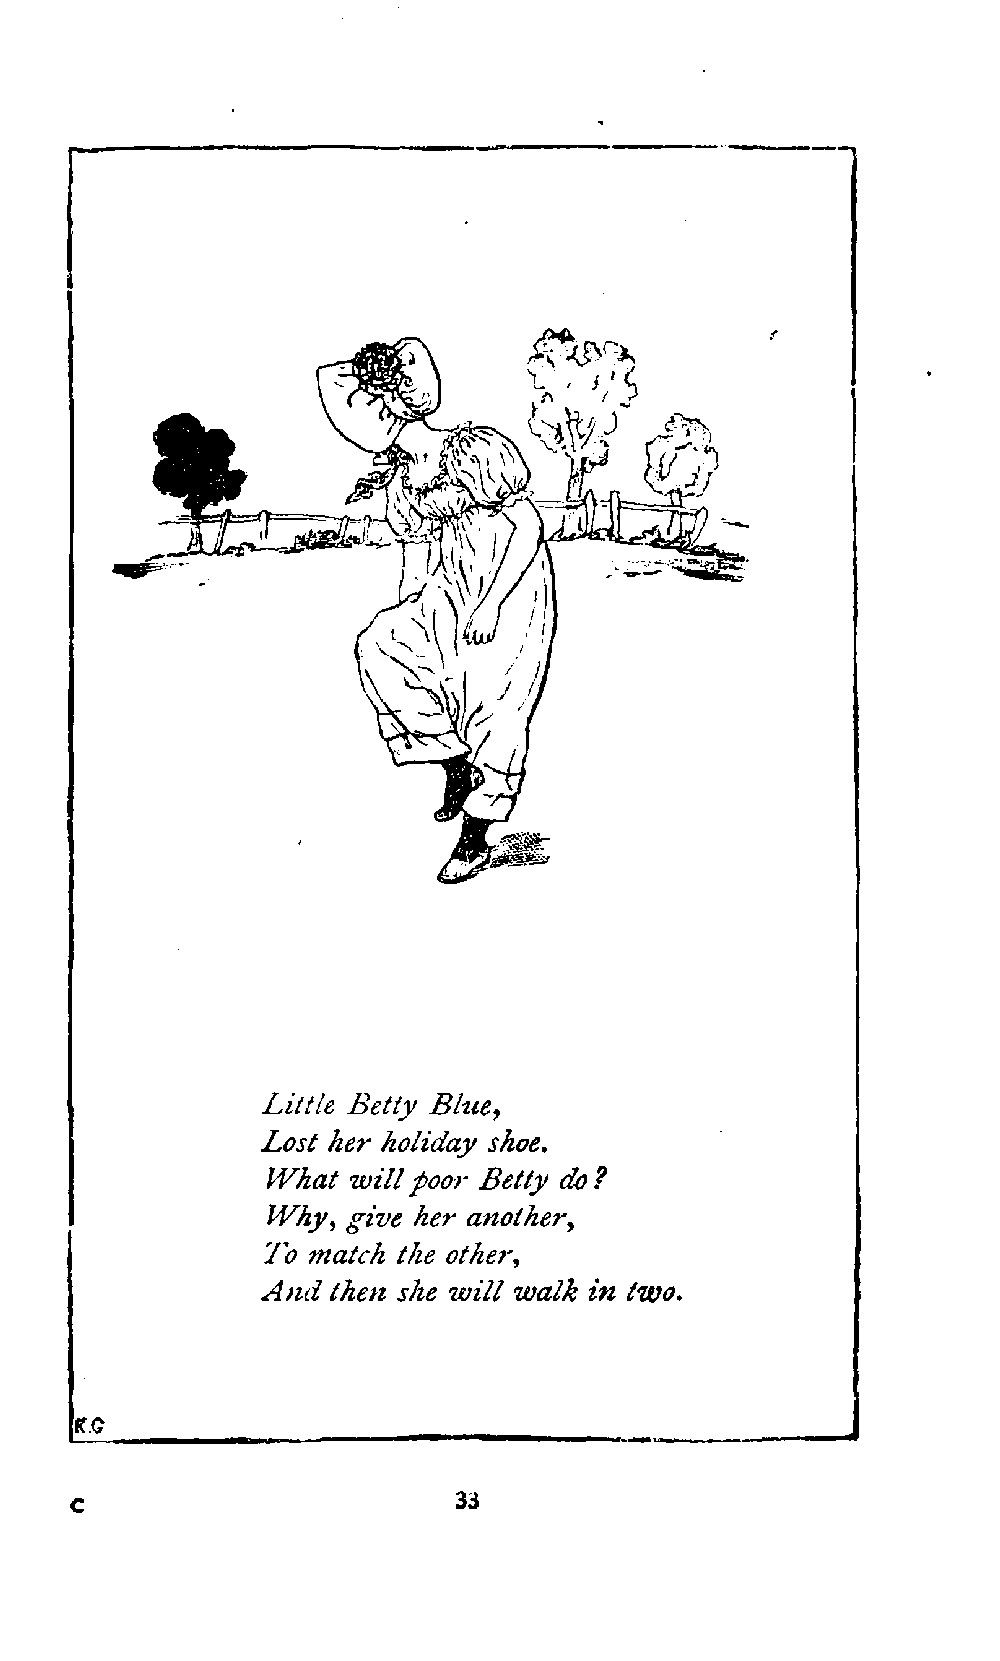 Little Betty Blue,
Lost her holiday shoe.
What will poor Betty do?
Why, give her another,
To match the other,
And then she will walk in two.
K.G
C 33